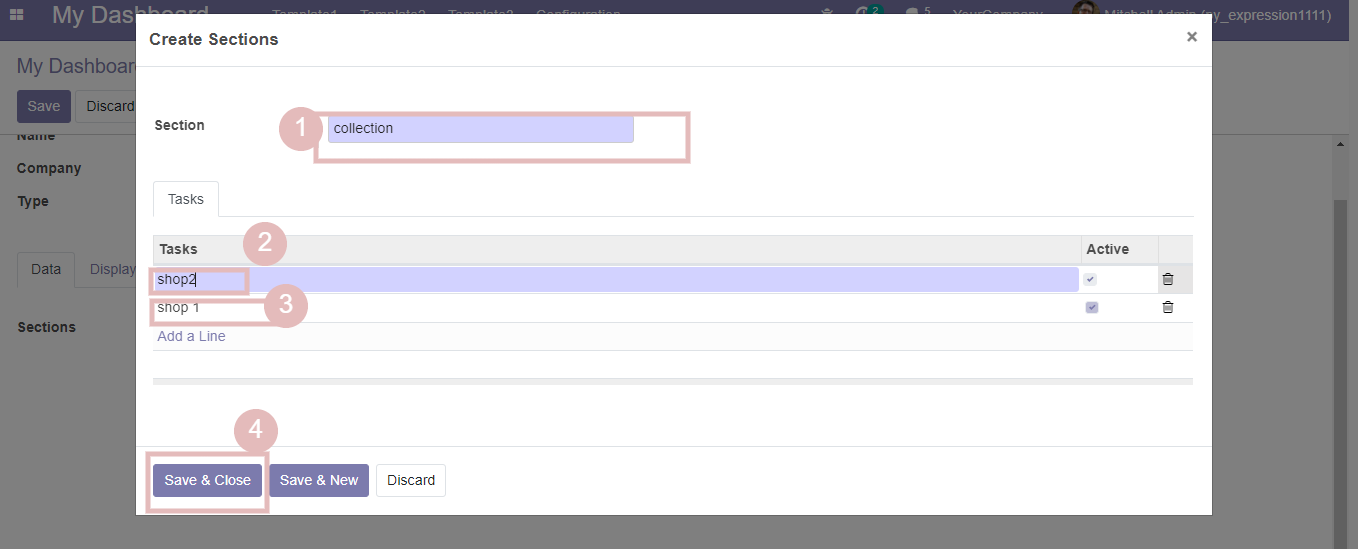 My Dashboard Template1 Template2 Template3 Configuration 2 5 YourCompany Mitchell Admin (ny_expression1111)
Create Sections ×
My Dashboard
Save Discard
Section 1 collection
Name
Company
Type
Tasks
2
Tasks Active
Data Display
shop2
shop 1 3
Sections
Add a Line
4
Save & Close Save & New Discard